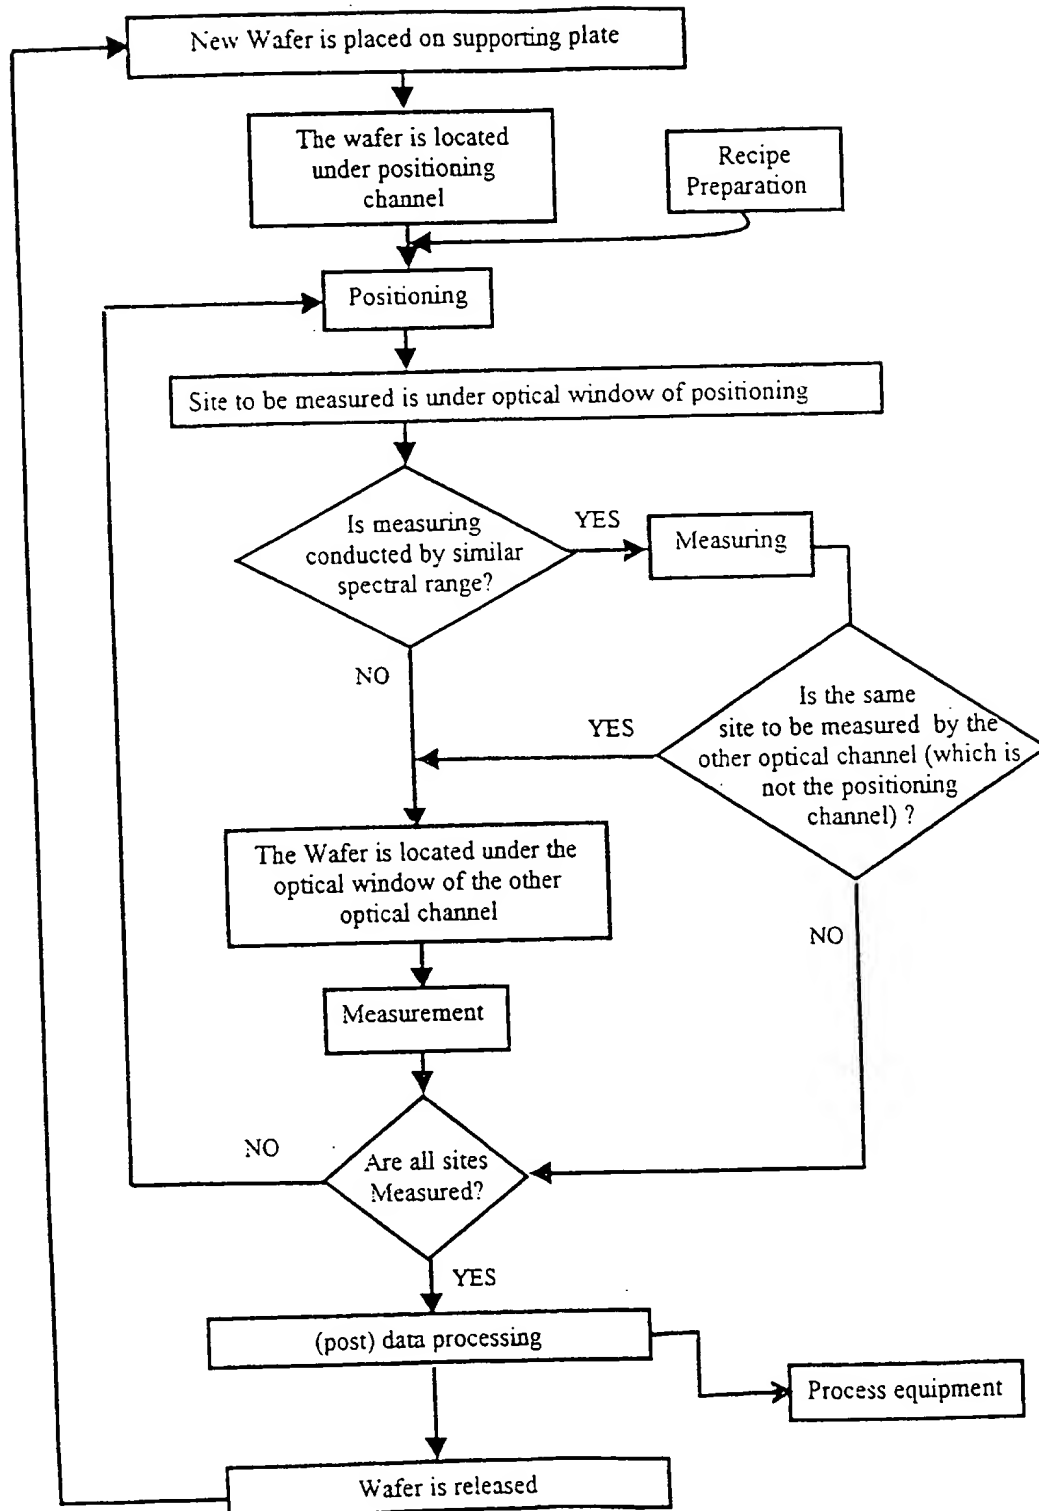 New Wafer is placed on supporting plate
The wafer is located
under positioning
channel
Recipe
Preparation
Positioning
Site to be measured is under optical window of positioning
Is measuring
conducted by similar
spectral range?
YES
Measuring
NO
Is the same
site to be measured by the
other optical channel (which is
not the positioning
channel) ?
YES
The Wafer is located under the
optical window of the other
optical channel
NO
Measurement
Are all sites
Measured?
NO
YES
(post) data processing
Process equipment
Wafer is released